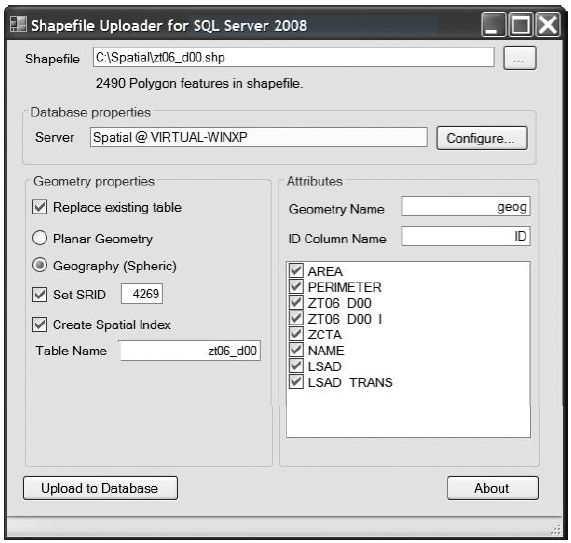 Shapefile Uploader for SQL Server 2008
Shapefile C:\Spatial\zt06_d00.shp ...
2490 Polygon features in shapefile.
Database properties
Server Spatial @ VIRTUAL-WINXP Configure...
Geometry properties
Replace existing table
Planar Geometry
Geography (Spheric)
Set SRID 4269
Create Spatial Index
Table Name zt06_d00
Attributes
Geometry Name geog
ID Column Name ID
AREA
PERIMETER
ZT06 D00
ZT06 D00 I
ZCTA
NAME
LSAD
LSAD TRANS
Upload to Database
About